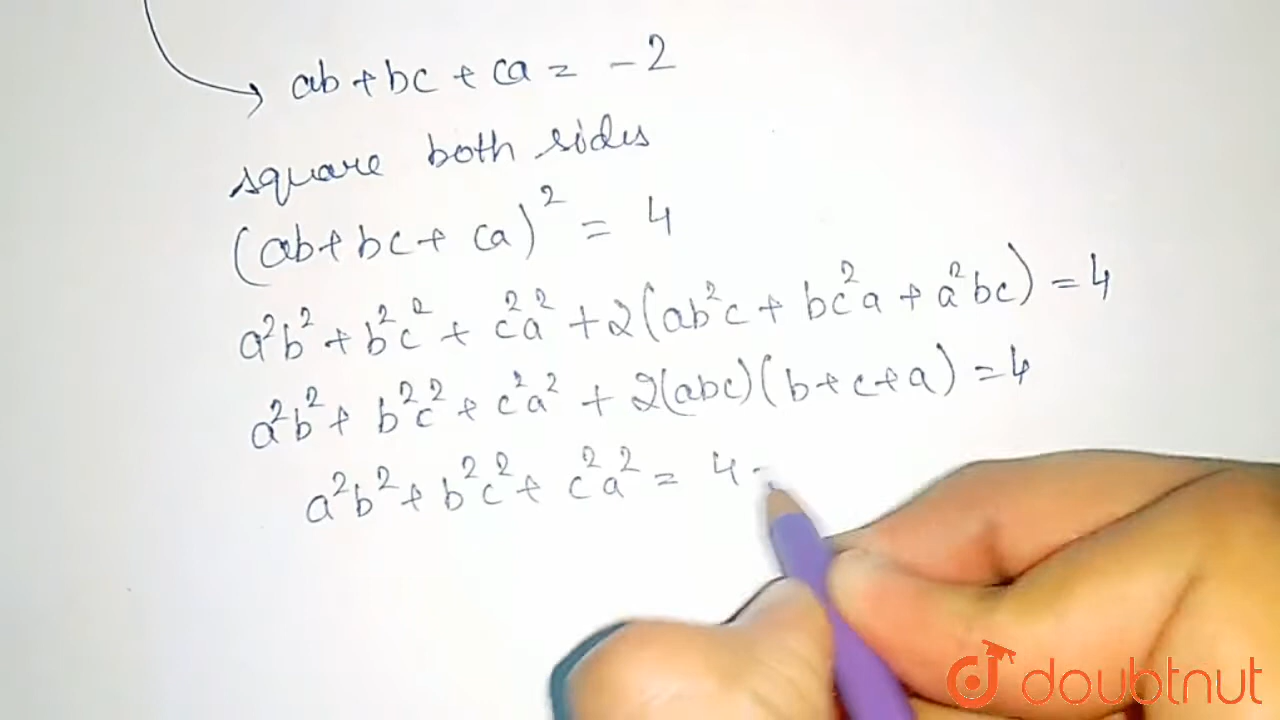 ab + bc + ca = -2
square both sides
(ab + bc + ca)² = 4
a²b² + b²c² + c²a² + 2(ab²c + bc²a + a²bc) = 4
a²b² + b²c² + c²a² + 2(abc)(b+c+a) = 4
a²b² + b²c² + c²a² = 4 -
doubtnut